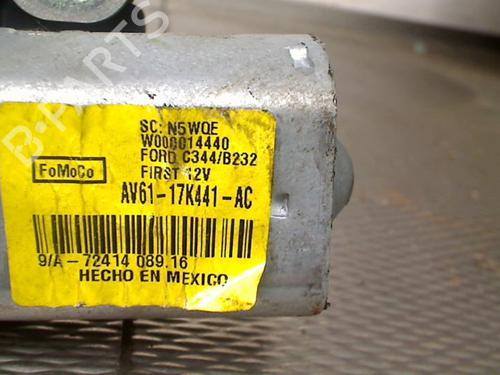 B-PARTS
SC: N5WQE
W000014440
FORD C344/B232
FIRST 12V
FoMoCo
AV61-17K441-AC
9/A-72414 089.16
HECHO EN MEXICO